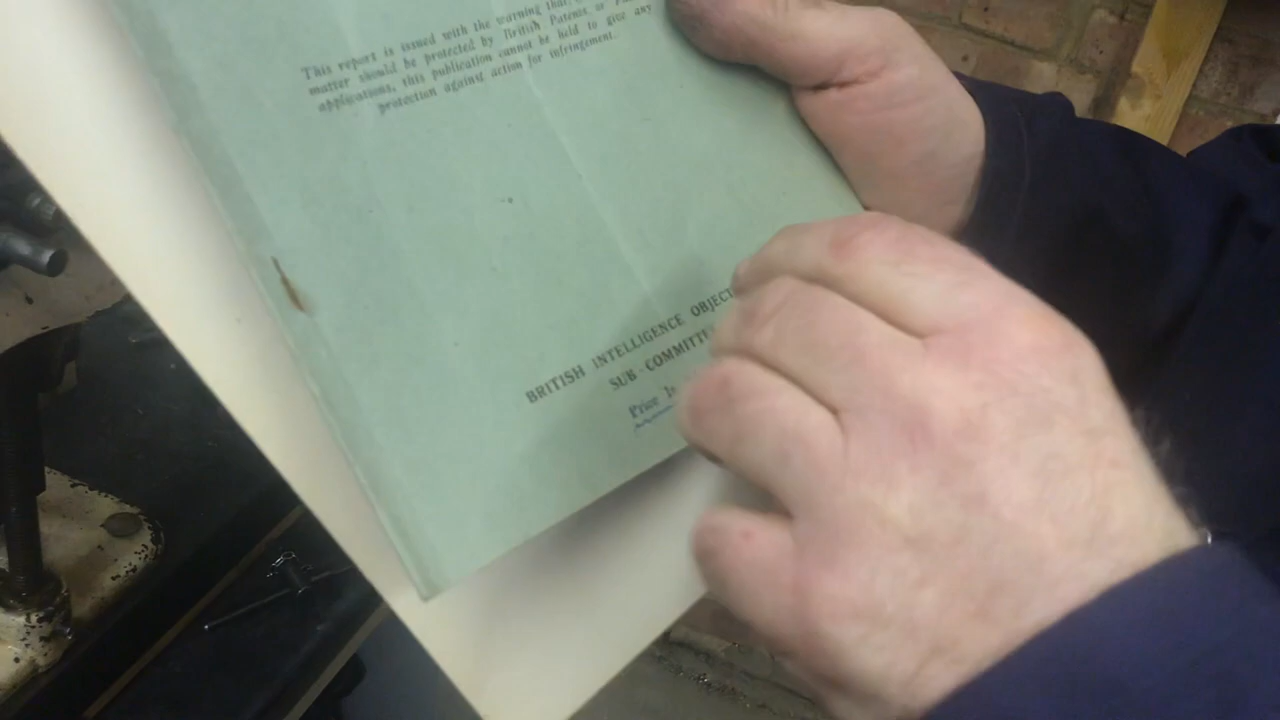 This report is issued with the warning that,
matter should be protected by British Patents or
applications, this publication cannot be held to give any
protection against action for infringement.
BRITISH INTELLIGENCE OBJECT
SUB-COMMITTE
Price